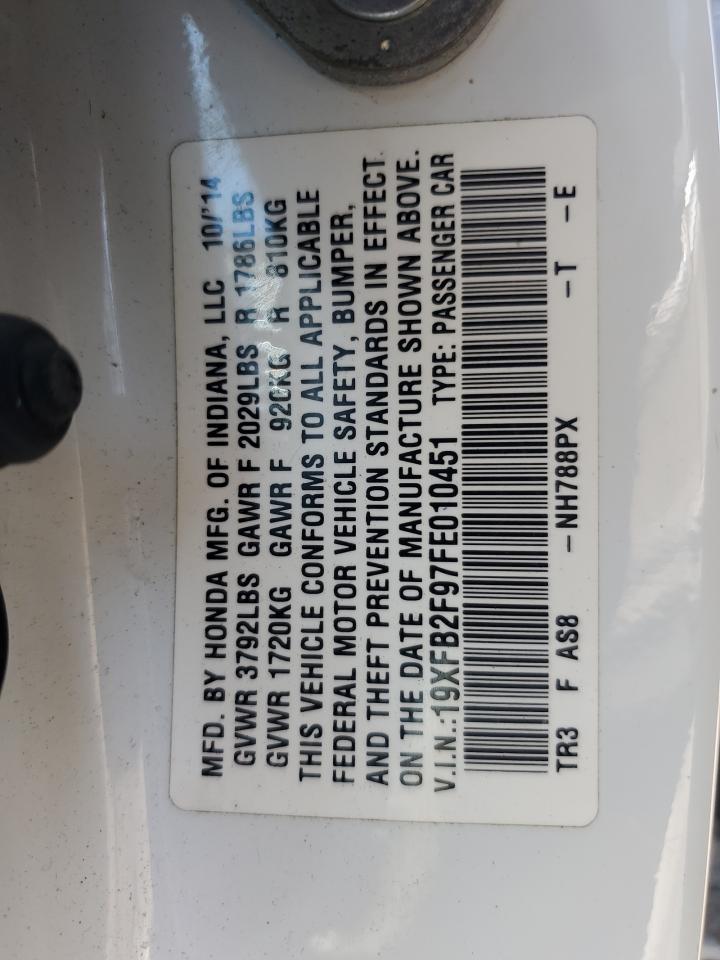 MFD. BY HONDA MFG. OF INDIANA, LLC 10/'14
GVWR 3792LBS GAWR F 2029LBS R 1786LBS
GVWR 1720KG GAWR F 920KG R 810KG
THIS VEHICLE CONFORMS TO ALL APPLICABLE
FEDERAL MOTOR VEHICLE SAFETY, BUMPER,
AND THEFT PREVENTION STANDARDS IN EFFECT
ON THE DATE OF MANUFACTURE SHOWN ABOVE.
V.I.N.:19XFB2F97FE010451 TYPE: PASSENGER CAR
TR3 F AS8 -NH788PX -T -E